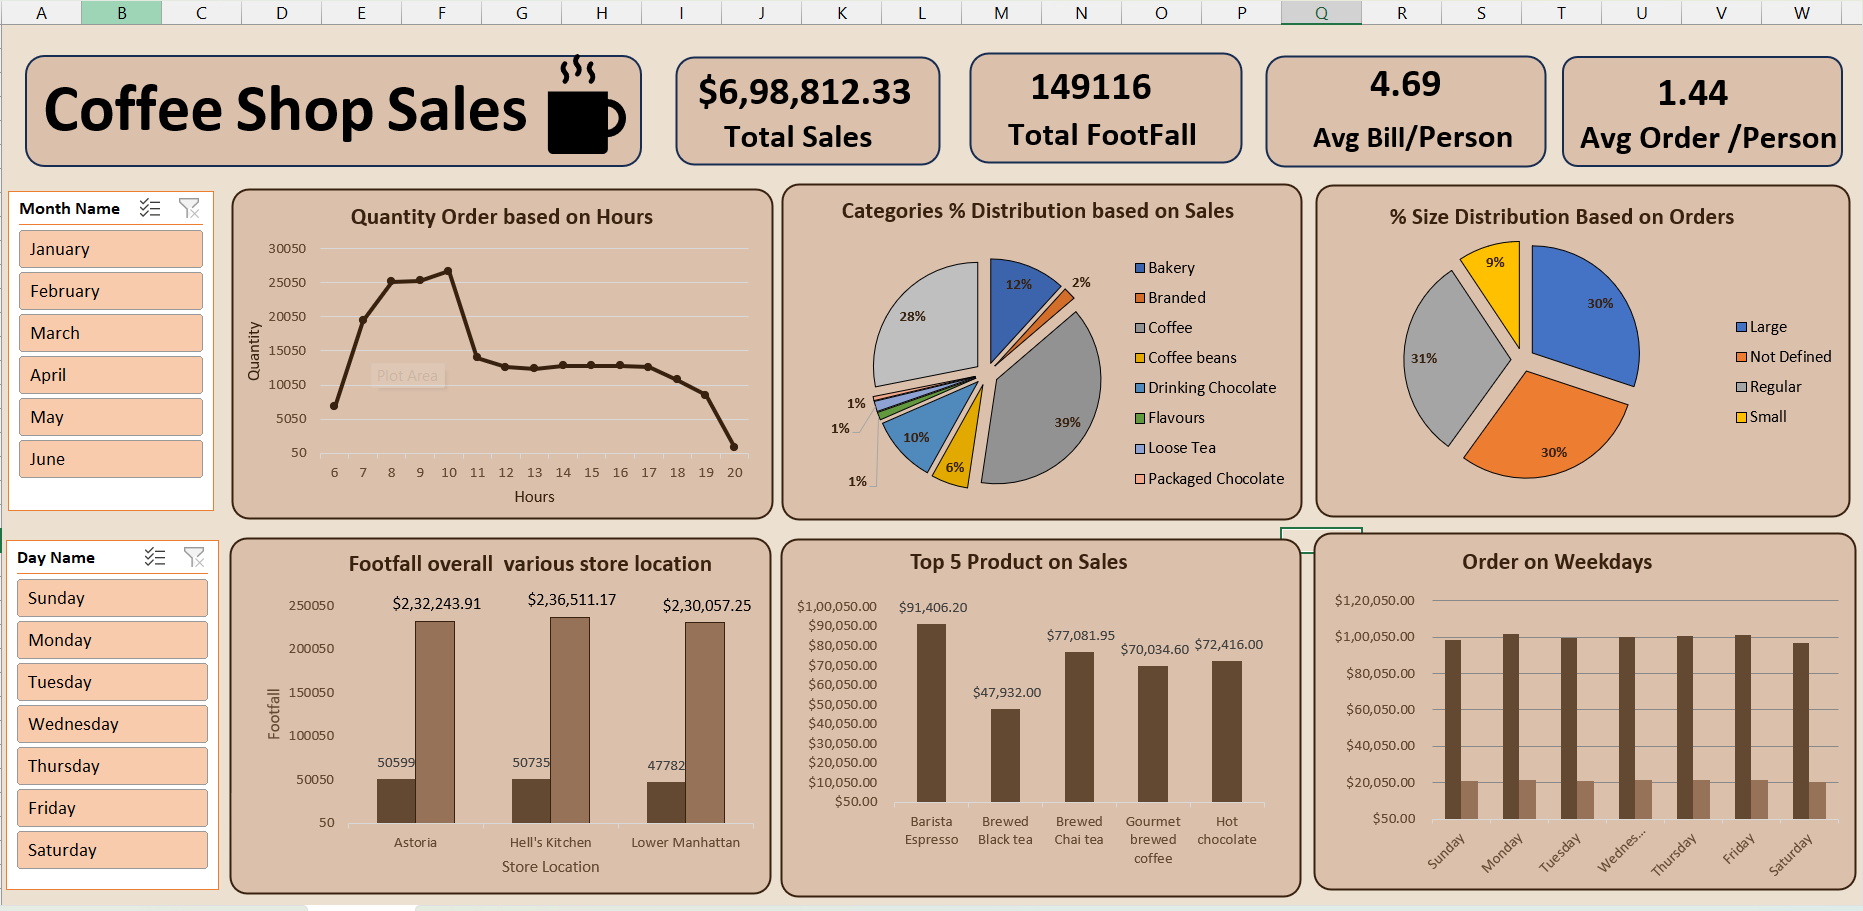 A B C D E F G H I J K L M N O P Q R S T U V W
Coffee Shop Sales
$6,98,812.33
Total Sales
149116
Total FootFall
4.69
Avg Bill/Person
1.44
Avg Order /Person
Month Name
January
February
March
April
May
June
Quantity Order based on Hours
30050
25050
20050
15050
10050
5050
50
Quantity
Plot Area
6 7 8 9 10 11 12 13 14 15 16 17 18 19 20
Hours
Categories % Distribution based on Sales
12%
2%
28%
39%
1%
1%
10%
6%
1%
Bakery
Branded
Coffee
Coffee beans
Drinking Chocolate
Flavours
Loose Tea
Packaged Chocolate
% Size Distribution Based on Orders
9%
30%
31%
30%
Large
Not Defined
Regular
Small
Day Name
Sunday
Monday
Tuesday
Wednesday
Thursday
Friday
Saturday
Footfall overall  various store location
250050
200050
150050
100050
50050
50
Footfall
$2,32,243.91
$2,36,511.17
$2,30,057.25
50599
50735
47782
Astoria
Hell's Kitchen
Lower Manhattan
Store Location
Top 5 Product on Sales
$1,00,050.00
$90,050.00
$80,050.00
$70,050.00
$60,050.00
$50,050.00
$40,050.00
$30,050.00
$20,050.00
$10,050.00
$50.00
$91,406.20
$47,932.00
$77,081.95
$70,034.60
$72,416.00
Barista
Espresso
Brewed
Black tea
Brewed
Chai tea
Gourmet
brewed
coffee
Hot
chocolate
Order on Weekdays
$1,20,050.00
$1,00,050.00
$80,050.00
$60,050.00
$40,050.00
$20,050.00
$50.00
Sunday
Monday
Tuesday
Wednes...
Thursday
Friday
Saturday